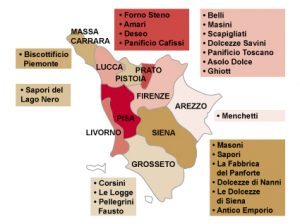 • Forno Steno
• Amari
• Deseo
• Panificio Cafissi
• Belli
• Masini
• Scapigliati
• Dolcezze Savini
• Panificio Toscano
• Asolo Dolce
• Ghiott
MASSA
CARRARA
• Biscottificio
Piemonte
LUCCA
PISTOIA
PRATO
FIRENZE
• Sapori del
Lago Nero
PISA
AREZZO
• Menchetti
LIVORNO
SIENA
GROSSETO
• Masoni
• Sapori
• La Fabbrica
del
Panforte
• Dolcezze di Nanni
• Le Dolcezze
di Siena
• Antico Emporio
• Corsini
• Le Logge
• Pellegrini
Fausto